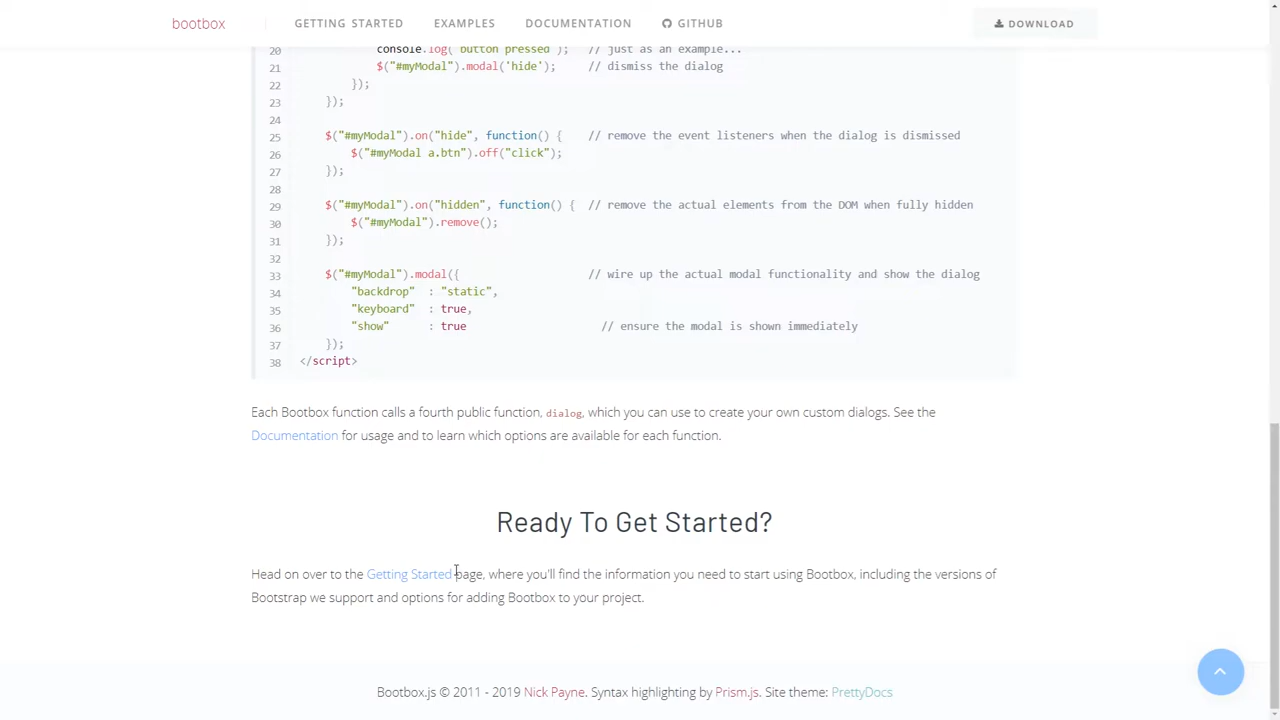 bootbox
GETTING STARTED
EXAMPLES
DOCUMENTATION
GITHUB
DOWNLOAD
20 console.log( button pressed ); // just as an example...
21 $("#myModal").modal('hide'); // dismiss the dialog
22 });
23 });
24
25 $("#myModal").on("hide", function() { // remove the event listeners when the dialog is dismissed
26 $("#myModal a.btn").off("click");
27 });
28
29 $("#myModal").on("hidden", function() { // remove the actual elements from the DOM when fully hidden
30 $("#myModal").remove();
31 });
32
33 $("#myModal").modal({ // wire up the actual modal functionality and show the dialog
34 "backdrop" : "static",
35 "keyboard" : true,
36 "show" : true // ensure the modal is shown immediately
37 });
38 </script>
Each Bootbox function calls a fourth public function, dialog, which you can use to create your own custom dialogs. See the
Documentation for usage and to learn which options are available for each function.
Ready To Get Started?
Head on over to the Getting Started page, where you'll find the information you need to start using Bootbox, including the versions of
Bootstrap we support and options for adding Bootbox to your project.
Bootbox.js © 2011 - 2019 Nick Payne. Syntax highlighting by Prism.js. Site theme: PrettyDocs